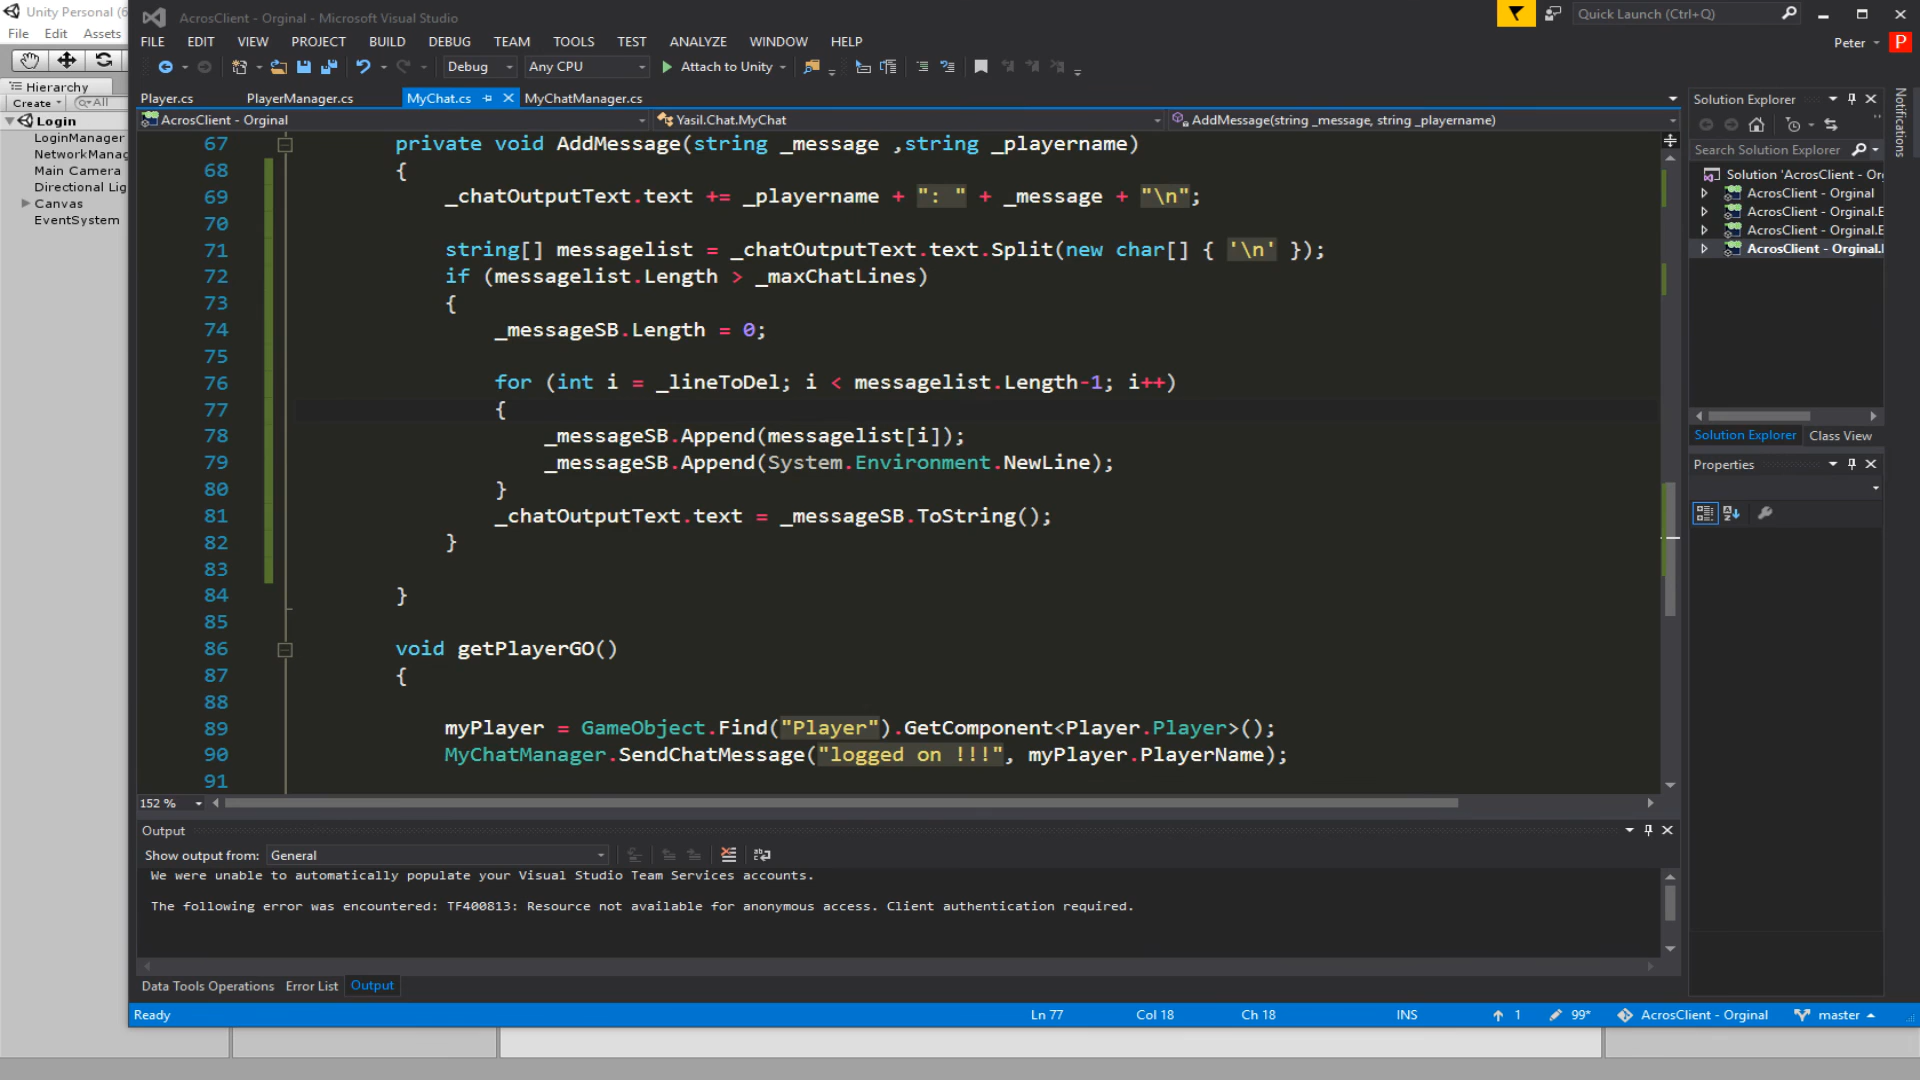 Unity Personal (6
File Edit Assets
Hierarchy
Create All
Login
LoginManager
NetworkManag
Main Camera
Directional Lig
Canvas
EventSystem
AcrosClient - Orginal - Microsoft Visual Studio
Quick Launch (Ctrl+Q)
FILE EDIT VIEW PROJECT BUILD DEBUG TEAM TOOLS TEST ANALYZE WINDOW HELP
Peter P
Debug Any CPU Attach to Unity
Player.cs PlayerManager.cs MyChat.cs MyChatManager.cs
AcrosClient - Orginal Yasil.Chat.MyChat AddMessage(string _message, string _playername)
67 private void AddMessage(string _message ,string _playername)
68 {
69 _chatOutputText.text += _playername + ": " + _message + "\n";
70
71 string[] messagelist = _chatOutputText.text.Split(new char[] { '\n' });
72 if (messagelist.Length > _maxChatLines)
73 {
74 _messageSB.Length = 0;
75
76 for (int i = _lineToDel; i < messagelist.Length-1; i++)
77 {
78 _messageSB.Append(messagelist[i]);
79 _messageSB.Append(System.Environment.NewLine);
80 }
81 _chatOutputText.text = _messageSB.ToString();
82 }
83
84 }
85
86 void getPlayerGO()
87 {
88
89 myPlayer = GameObject.Find("Player").GetComponent<Player.Player>();
90 MyChatManager.SendChatMessage("logged on !!!", myPlayer.PlayerName);
91
152 %
Output
Show output from: General
We were unable to automatically populate your Visual Studio Team Services accounts.
The following error was encountered: TF400813: Resource not available for anonymous access. Client authentication required.
Data Tools Operations Error List Output
Ready Ln 77 Col 18 Ch 18 INS 1 99* AcrosClient - Orginal master
Solution Explorer
Search Solution Explorer
Solution 'AcrosClient - Or
AcrosClient - Orginal
AcrosClient - Orginal.E
AcrosClient - Orginal.E
AcrosClient - Orginal.
Solution Explorer Class View
Properties
Notifications